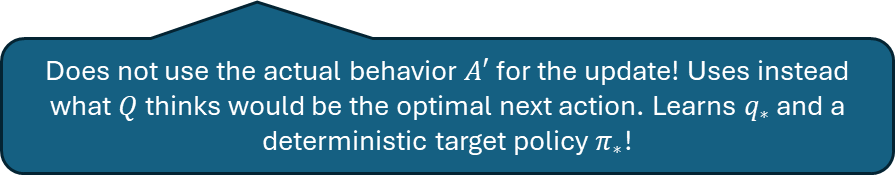 Does not use the actual behavior 𝐴′ for the update! Uses instead
what 𝑄 thinks would be the optimal next action. Learns 𝑞∗ and a
deterministic target policy 𝜋∗!